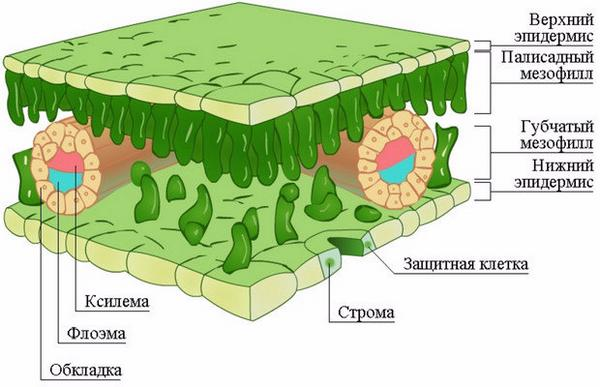 Верхний
эпидермис
Палисадный
мезофилл
Губчатый
мезофилл
Нижний
эпидермис
Защитная клетка
Ксилема
Строма
Флоэма
Обкладка